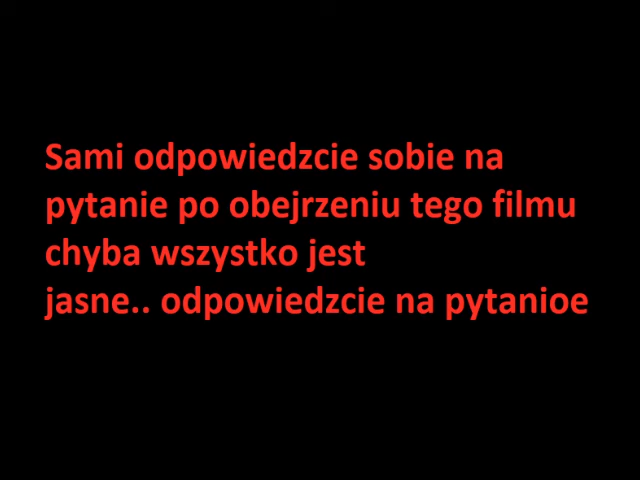 Sami odpowiedzcie sobie na
pytanie po obejrzeniu tego filmu
chyba wszystko jest
jasne.. odpowiedzcie na pytanioe